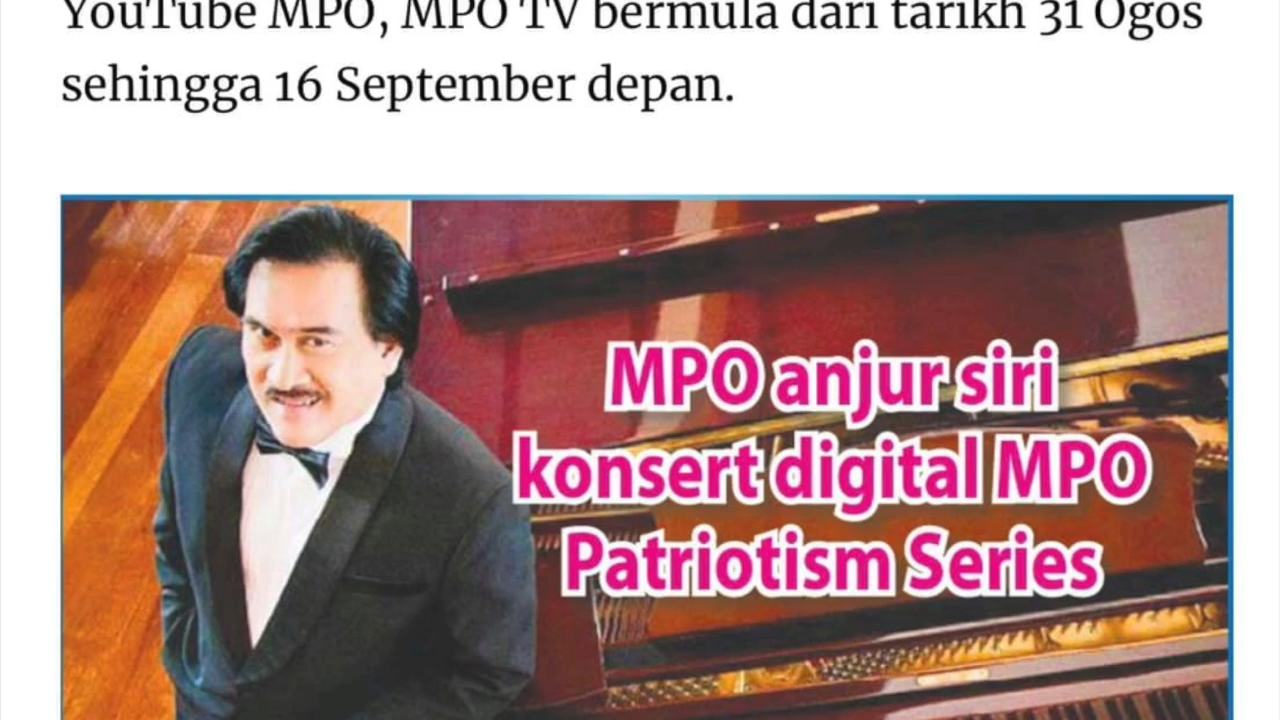 YouTube MPO, MPO TV bermula dari tarikh 31 Ogos
sehingga 16 September depan.
MPO anjur siri
konsert digital MPO
Patriotism Series